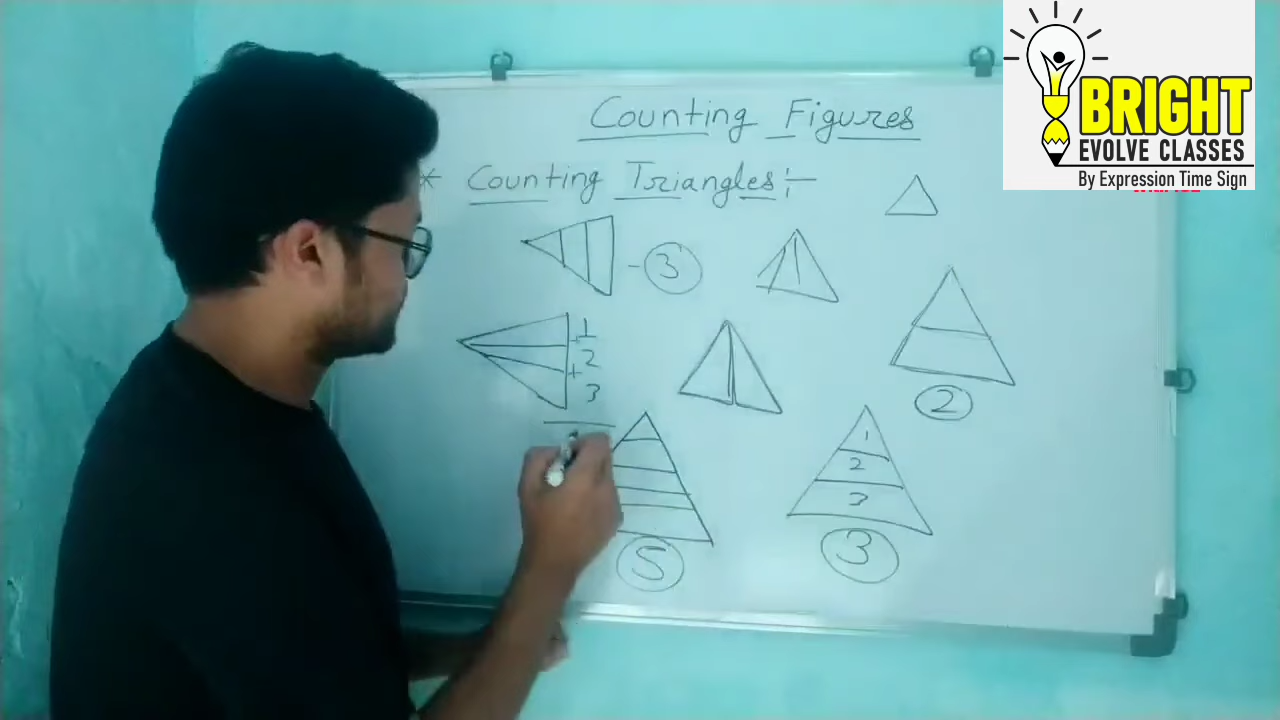 Counting Figures
* Counting Triangles:-
- 3
1
+
2
+
3
2
1
2
3
5
3
BRIGHT
EVOLVE CLASSES
By Expression Time Sign